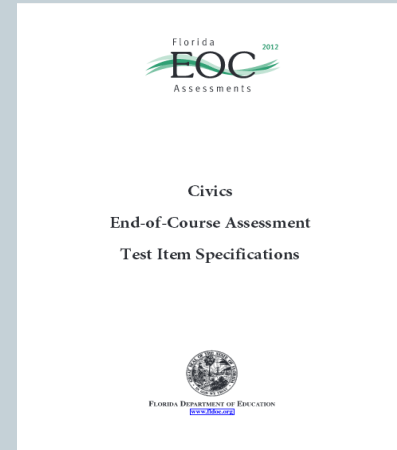 Florida
2012
EOC
Assessments
Civics
End-of-Course Assessment
Test Item Specifications
FLORIDA DEPARTMENT OF EDUCATION
www.fldoe.org